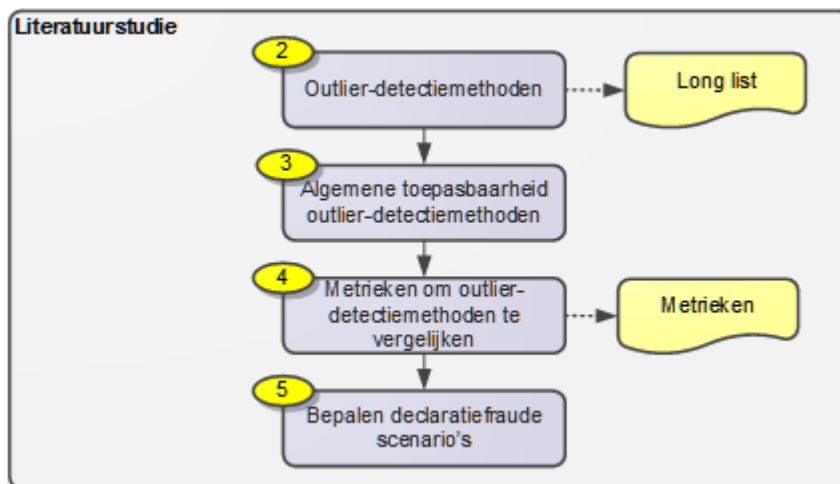 Literatuurstudie
2
Outlier-detectiemethoden
Long list
3
Algemene toepasbaarheid
outlier-detectiemethoden
4
Metrieken om outlier-
detectiemethoden te
vergelijken
Metrieken
5
Bepalen declaratiefraude
scenario's